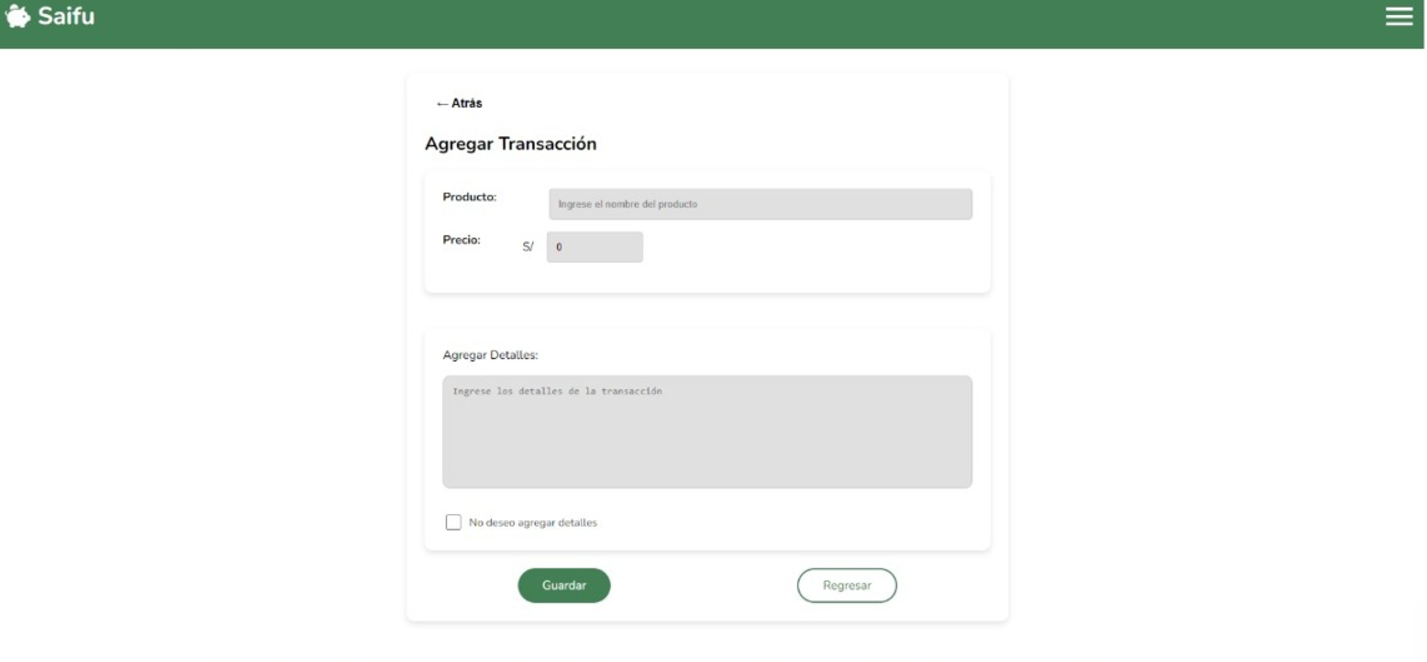 Saifu
← Atrás
Agregar Transacción
Producto: Ingrese el nombre del producto
Precio: S/ 0
Agregar Detalles:
Ingrese los detalles de la transacción
No deseo agregar detalles
Guardar Regresar